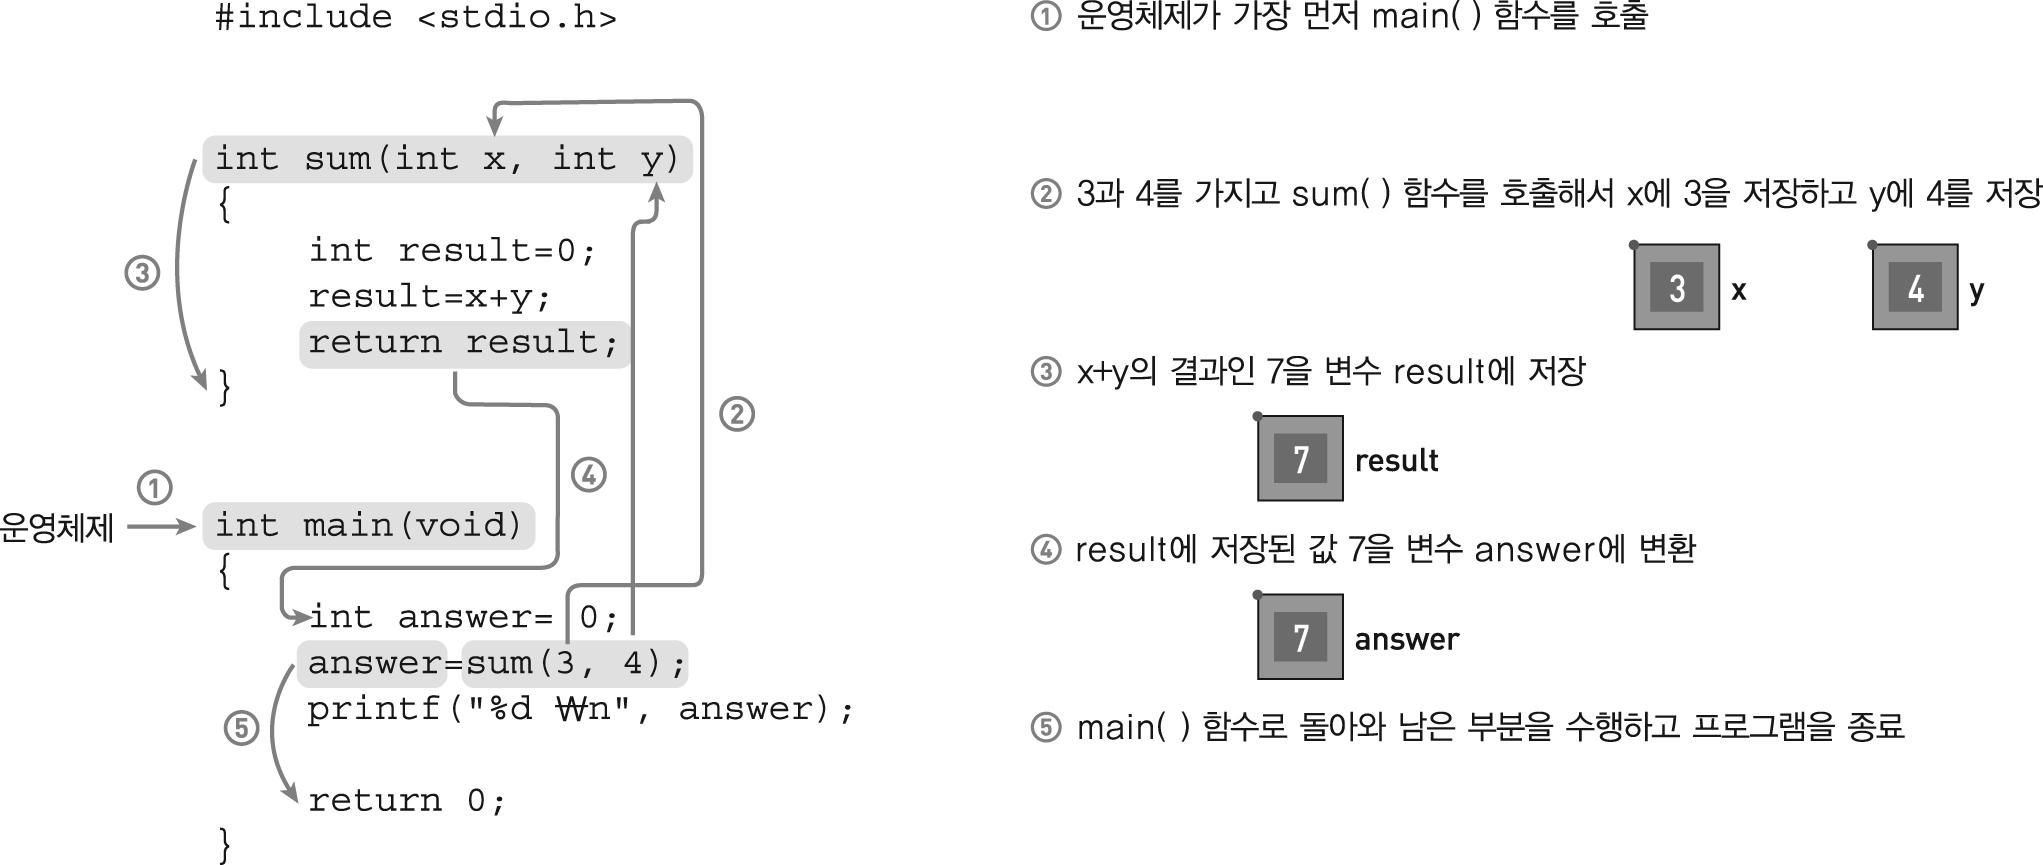 #include <stdio.h>
int sum(int x, int y)
{
int result=0;
result=x+y;
return result;
}
③
②
④
①
운영체제
int main(void)
{
int answer= 0;
answer=sum(3, 4);
printf("%d ₩n", answer);
⑤
return 0;
}
① 운영체제가 가장 먼저 main( ) 함수를 호출
② 3과 4를 가지고 sum( ) 함수를 호출해서 x에 3을 저장하고 y에 4를 저장
3 x 4 y
③ x+y의 결과인 7을 변수 result에 저장
7 result
④ result에 저장된 값 7을 변수 answer에 변환
7 answer
⑤ main( ) 함수로 돌아와 남은 부분을 수행하고 프로그램을 종료